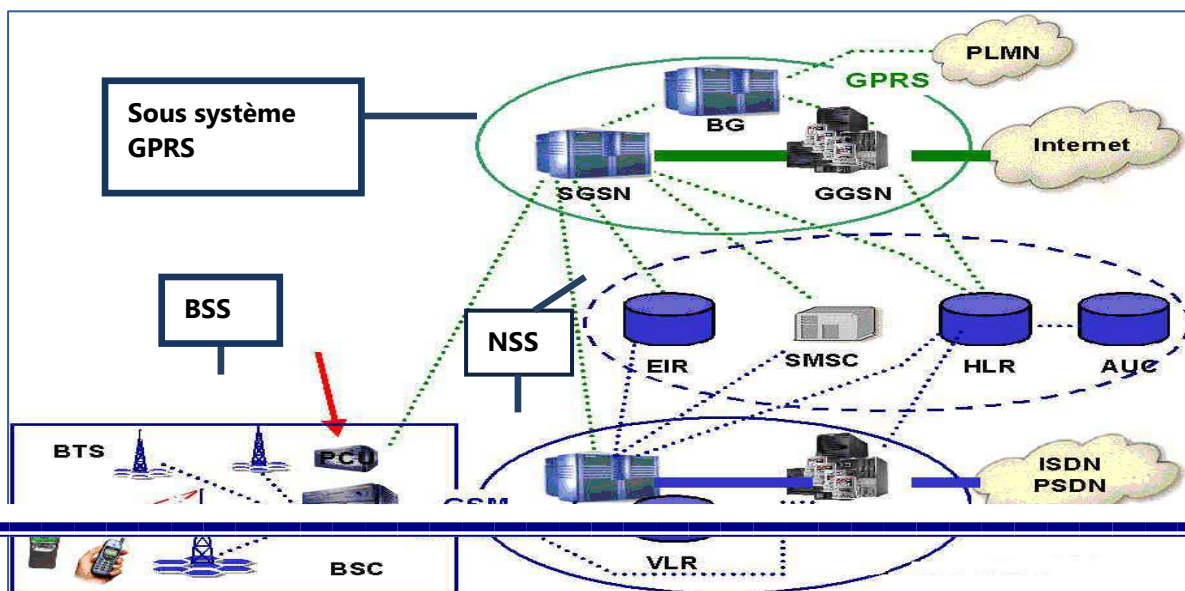 PLMN
GPRS
Sous système
GPRS
BG
Internet
SGSN
GGSN
BSS
NSS
EIR
SMSC
HLR
AUC
BTS
PCU
ISDN
PSDN
GSM
BSC
VLR